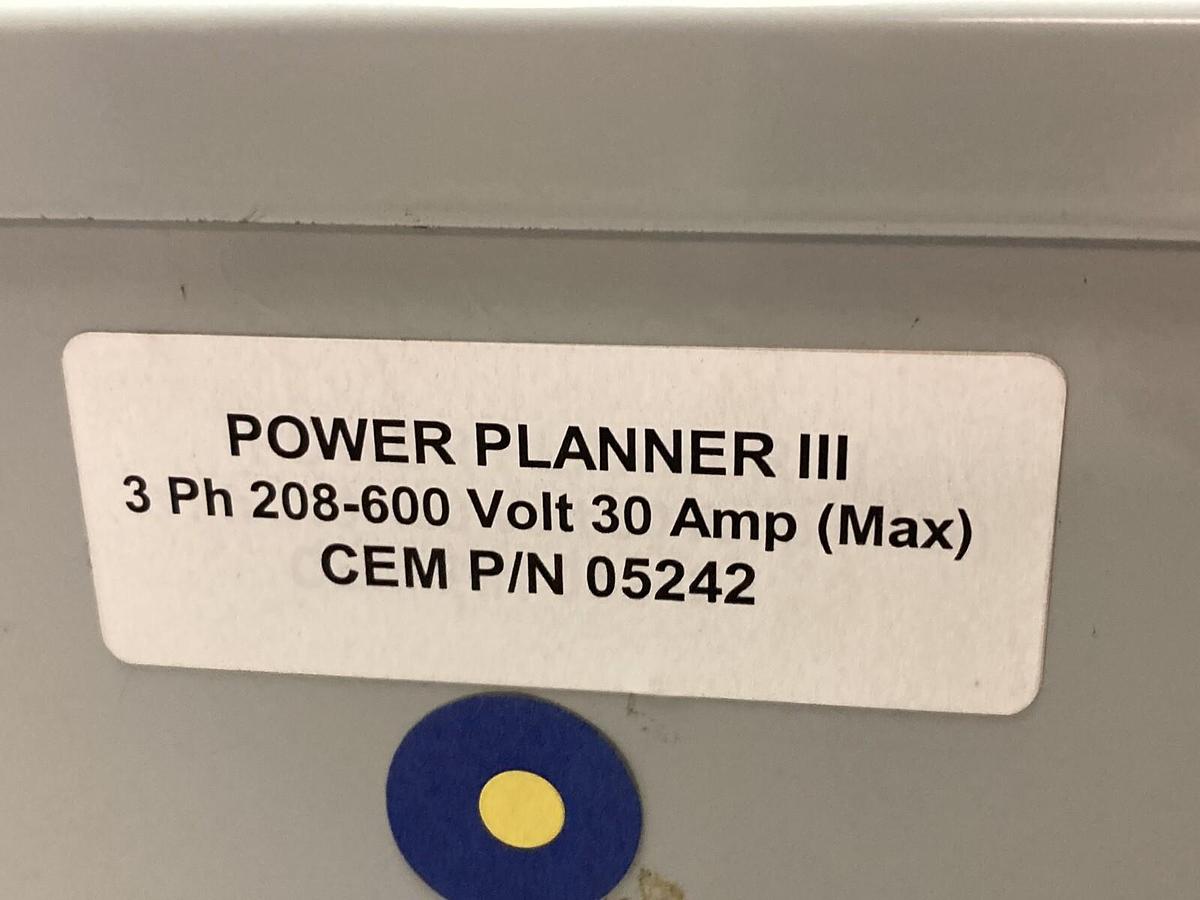 POWER PLANNER III
3 Ph 208-600 Volt 30 Amp (Max)
CEM P/N 05242